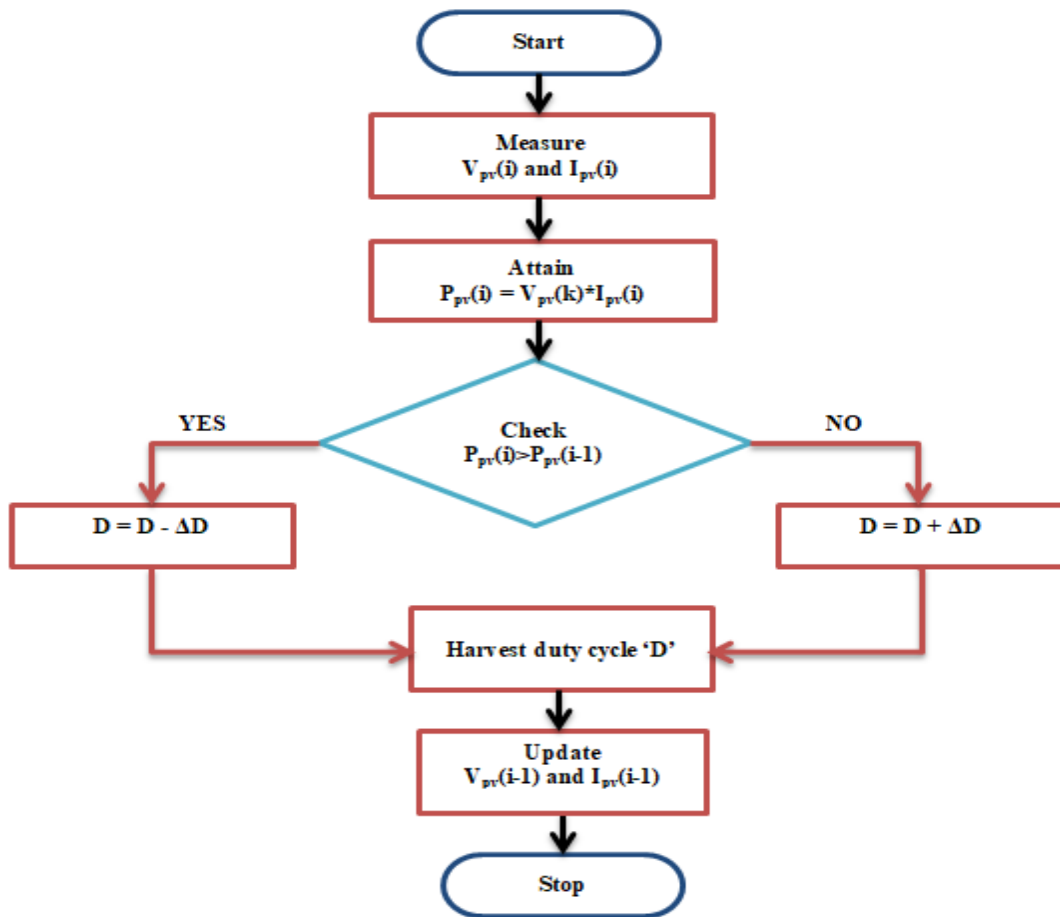 Start
Measure
Vₚᵥ(i) and Iₚᵥ(i)
Attain
Pₚᵥ(i) = Vₚᵥ(k)*Iₚᵥ(i)
YES
NO
Check
Pₚᵥ(i)>Pₚᵥ(i-1)
D = D - ΔD
D = D + ΔD
Harvest duty cycle ‘D’
Update
Vₚᵥ(i-1) and Iₚᵥ(i-1)
Stop